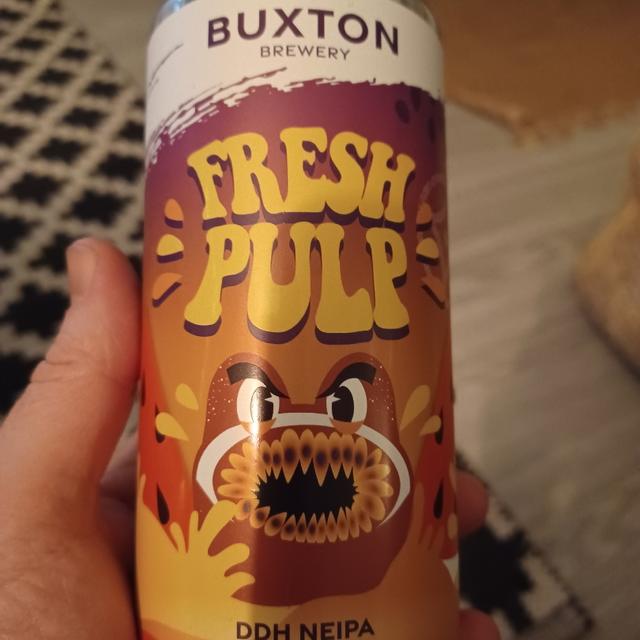 BUXTON
BREWERY
FRESH
PULP
DDH NEIPA